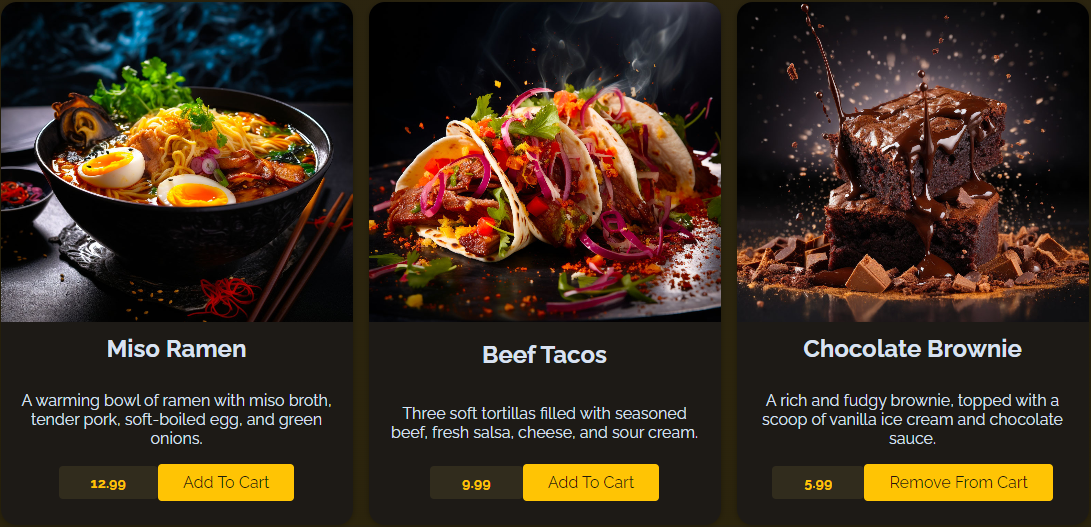 Miso Ramen
A warming bowl of ramen with miso broth,
tender pork, soft-boiled egg, and green
onions.
12.99
Add To Cart
Beef Tacos
Three soft tortillas filled with seasoned
beef, fresh salsa, cheese, and sour cream.
9.99
Add To Cart
Chocolate Brownie
A rich and fudgy brownie, topped with a
scoop of vanilla ice cream and chocolate
sauce.
5.99
Remove From Cart